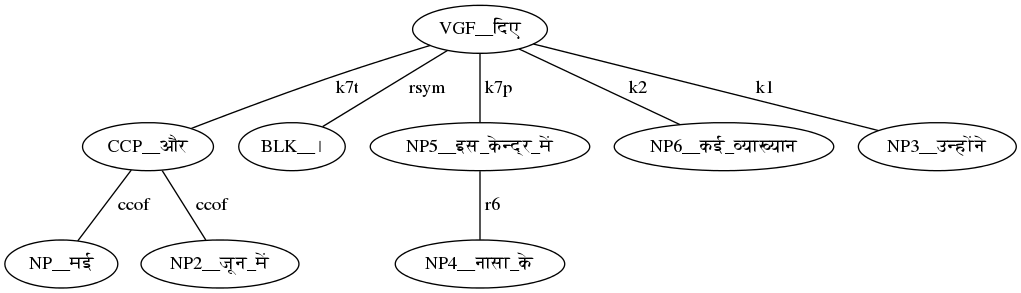 VGF__दिए
k7t
rsym
k7p
k2
k1
CCP__और
BLK__।
NP5__इस_केन्द्र_में
NP6__कई_व्याख्यान
NP3__उन्होंने
ccof
ccof
r6
NP__मई
NP2__जून_में
NP4__नासा_के